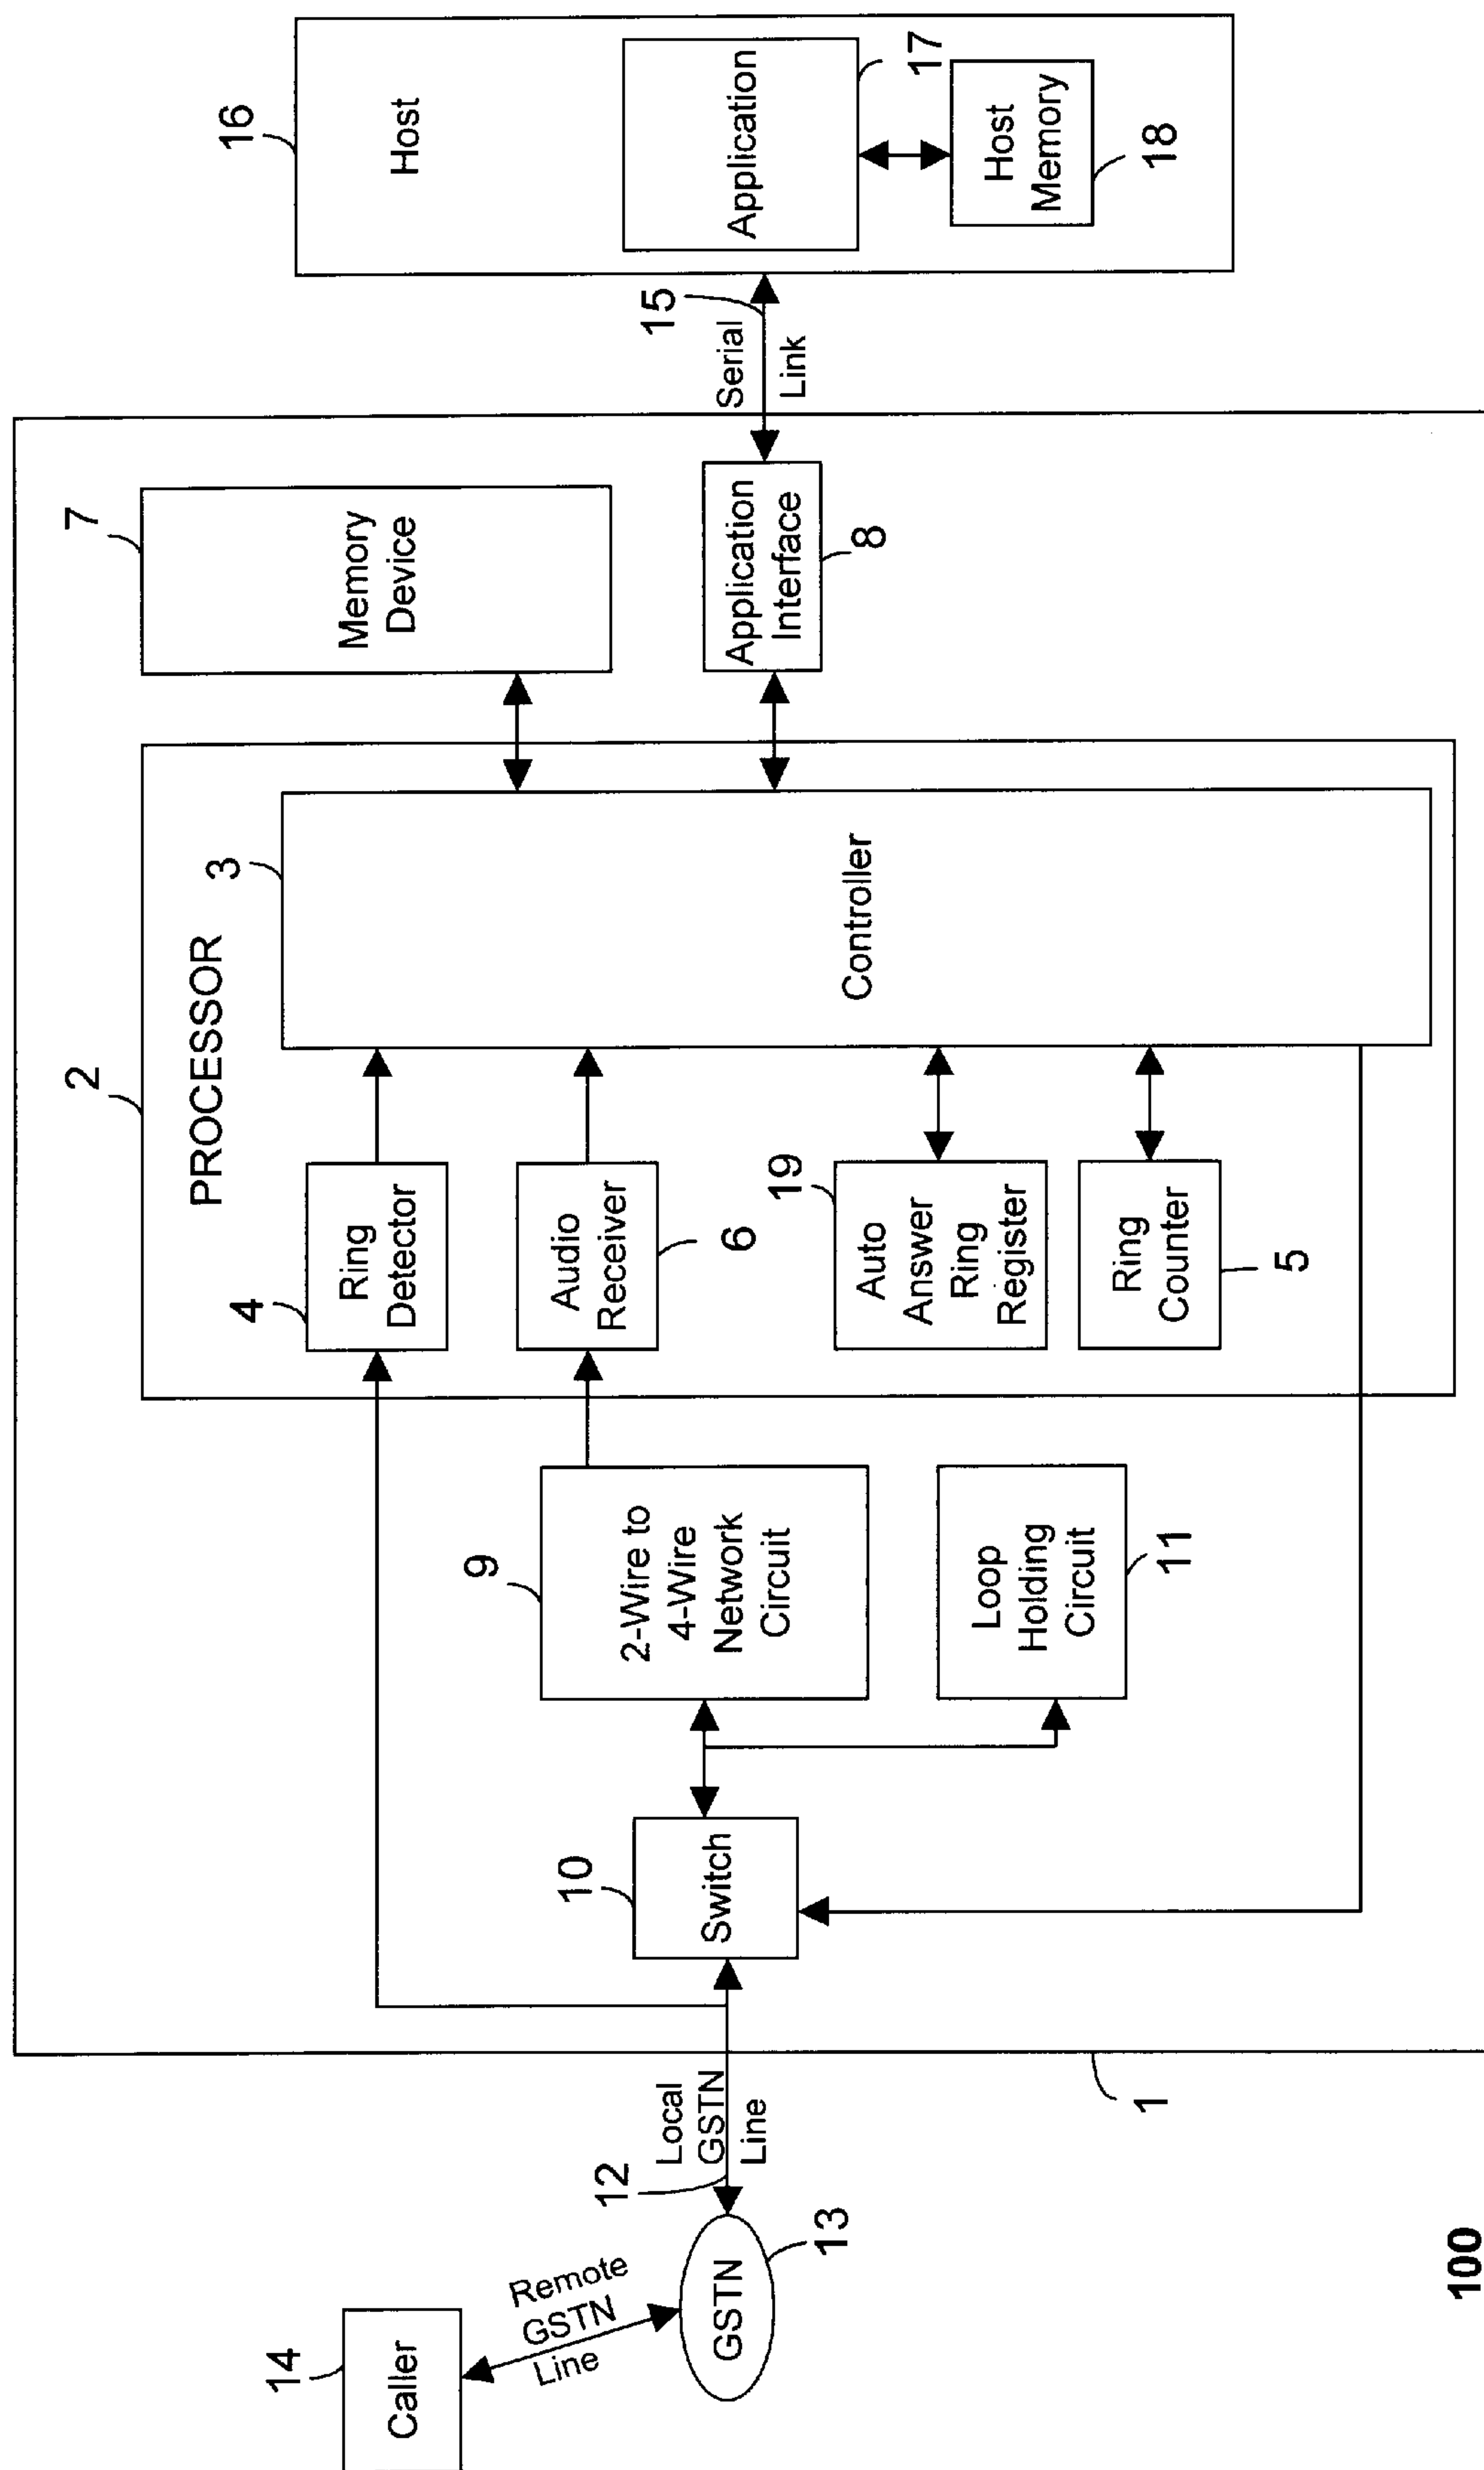 14
Caller
Remote
GSTN
Line
GSTN
13
12
Local
GSTN
Line
1
10
Switch
9
2-Wire to
4-Wire
Network
Circuit
Loop
Holding
Circuit
11
2
PROCESSOR
4
Ring
Detector
Audio
Receiver
6
19
Auto
Answer
Ring
Register
Ring
Counter
5
3
Controller
7
Memory
Device
Application
Interface
8
15
Serial
Link
16
Host
Application
17
Host
Memory
18
100